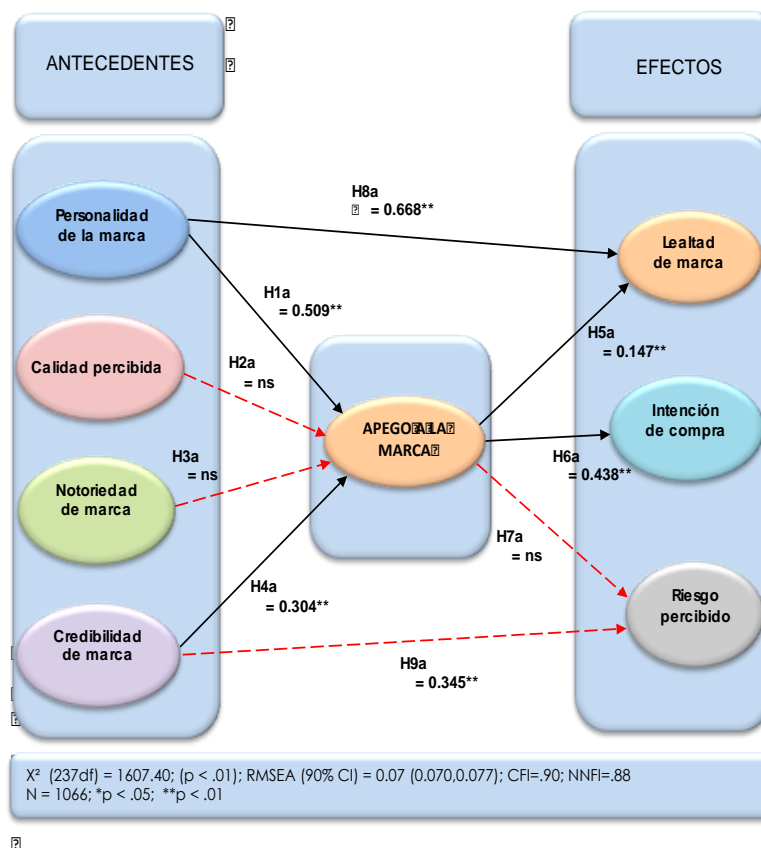 ANTECEDENTES
EFECTOS
Personalidad
de la marca
H8a
= 0.668**
Lealtad
de marca
H1a
= 0.509**
H5a
= 0.147**
Calidad percibida
H2a
= ns
APEGO A LA
MARCA
Intención
de compra
H3a
= ns
H6a
= 0.438**
Notoriedad
de marca
H7a
= ns
H4a
= 0.304**
Riesgo
percibido
Credibilidad
de marca
H9a
= 0.345**
X² (237df) = 1607.40; (p < .01); RMSEA (90% CI) = 0.07 (0.070,0.077); CFI=.90; NNFI=.88
N = 1066; *p < .05; **p < .01